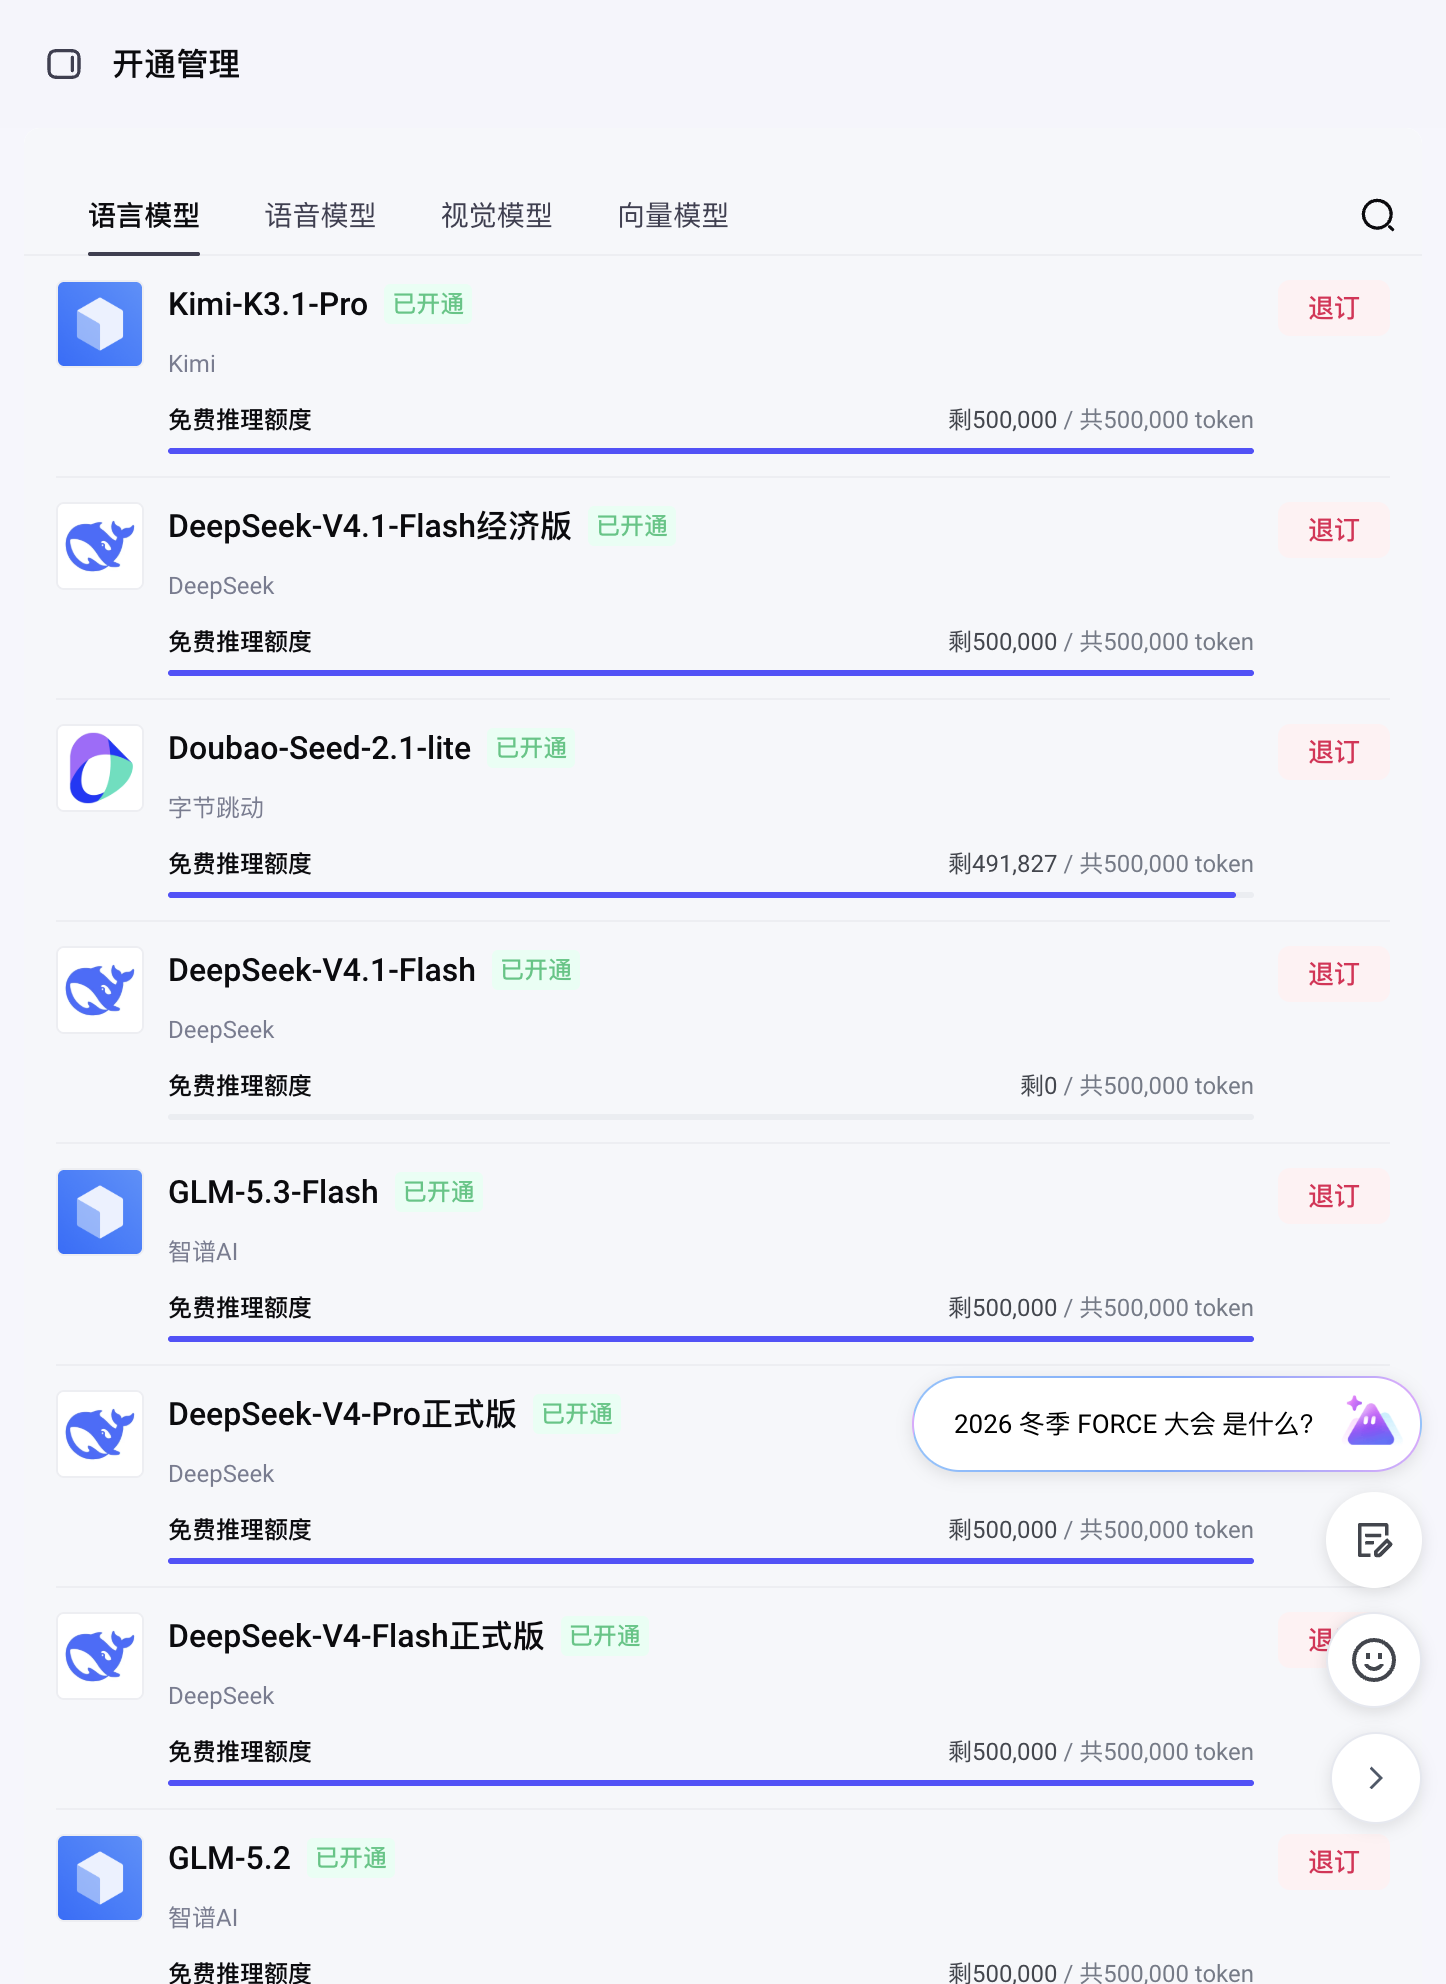 开通管理
语言模型 语音模型 视觉模型 向量模型
Kimi-K3.1-Pro 已开通 退订
Kimi
免费推理额度 剩500,000 / 共500,000 token
DeepSeek-V4.1-Flash经济版 已开通 退订
DeepSeek
免费推理额度 剩500,000 / 共500,000 token
Doubao-Seed-2.1-lite 已开通 退订
字节跳动
免费推理额度 剩491,827 / 共500,000 token
DeepSeek-V4.1-Flash 已开通 退订
DeepSeek
免费推理额度 剩0 / 共500,000 token
GLM-5.3-Flash 已开通 退订
智谱AI
免费推理额度 剩500,000 / 共500,000 token
DeepSeek-V4-Pro正式版 已开通 2026 冬季 FORCE 大会 是什么?
DeepSeek
免费推理额度 剩500,000 / 共500,000 token
DeepSeek-V4-Flash正式版 已开通 退
DeepSeek
免费推理额度 剩500,000 / 共500,000 token
GLM-5.2 已开通 退订
智谱AI
免费推理额度 剩500,000 / 共500,000 token